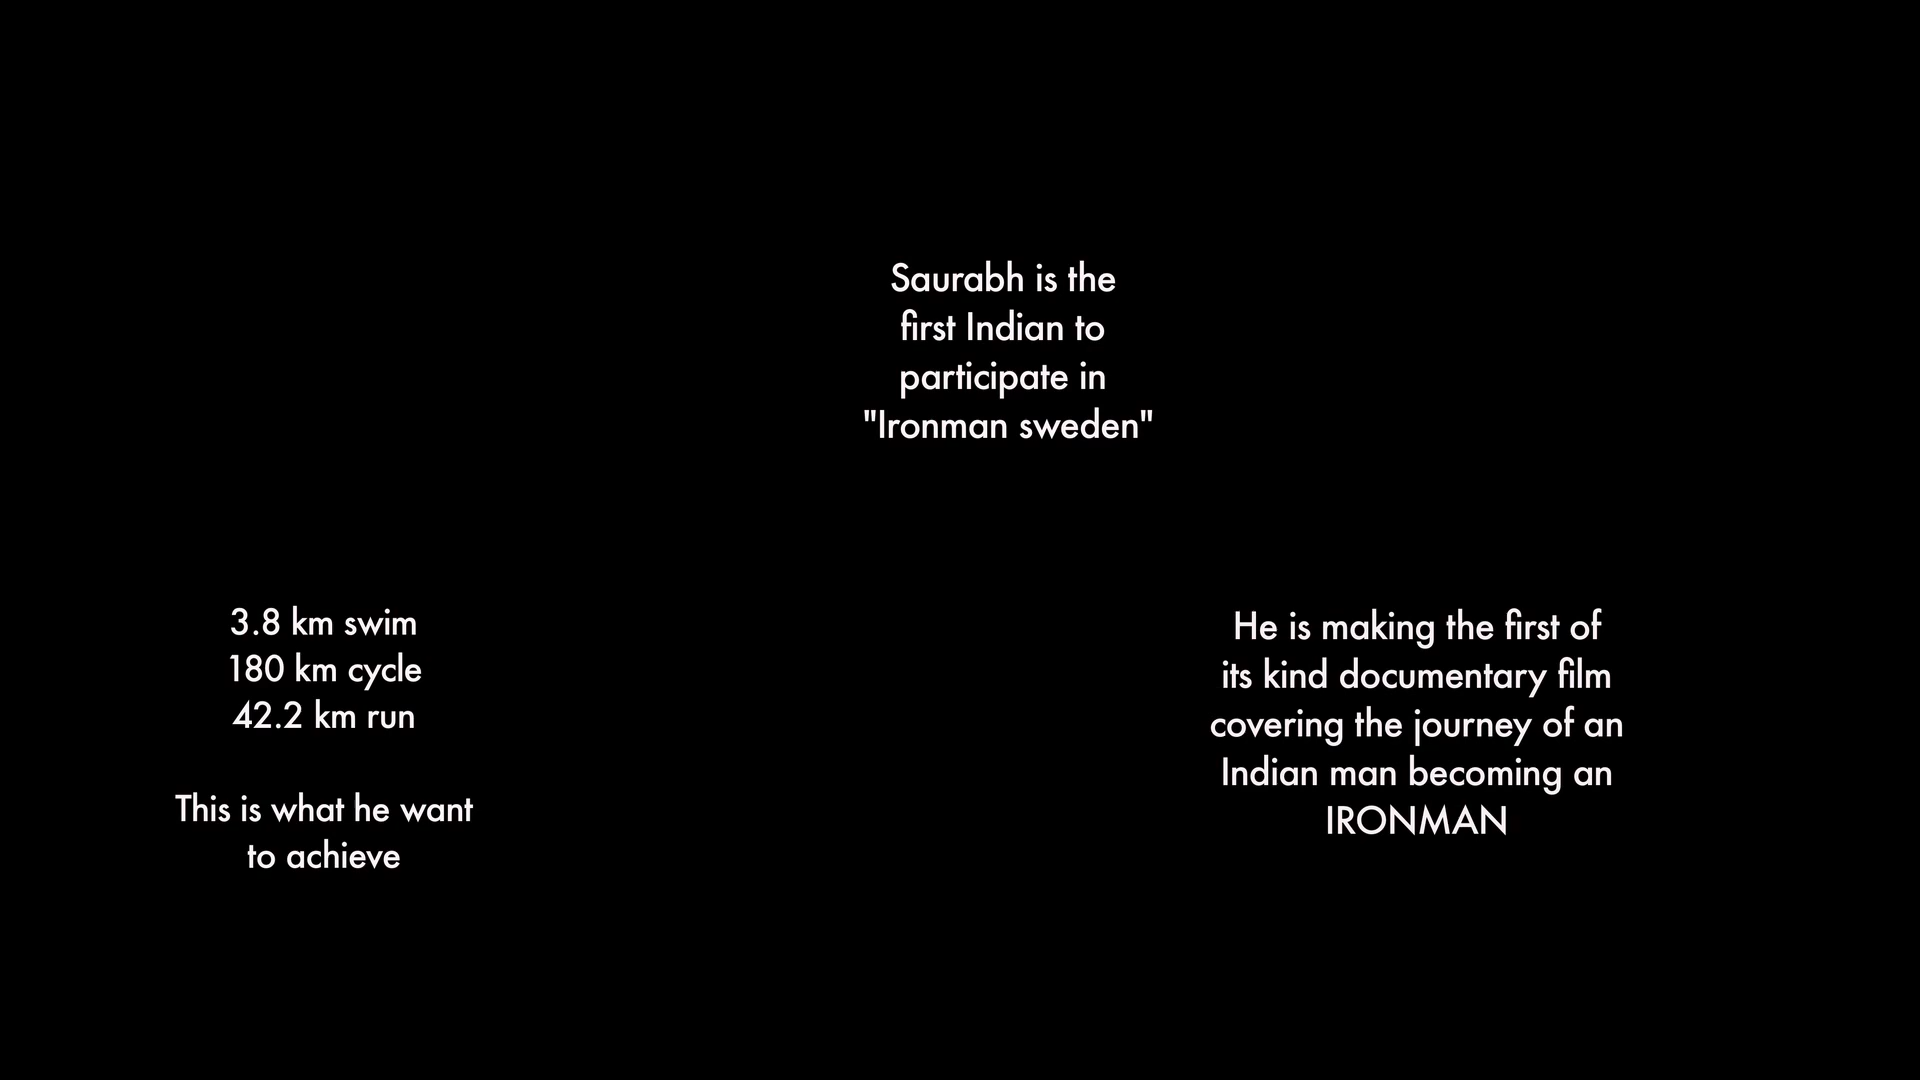 Saurabh is the
first Indian to
participate in
"Ironman sweden"
3.8 km swim
180 km cycle
42.2 km run
This is what he want
to achieve
He is making the first of
its kind documentary film
covering the journey of an
Indian man becoming an
IRONMAN